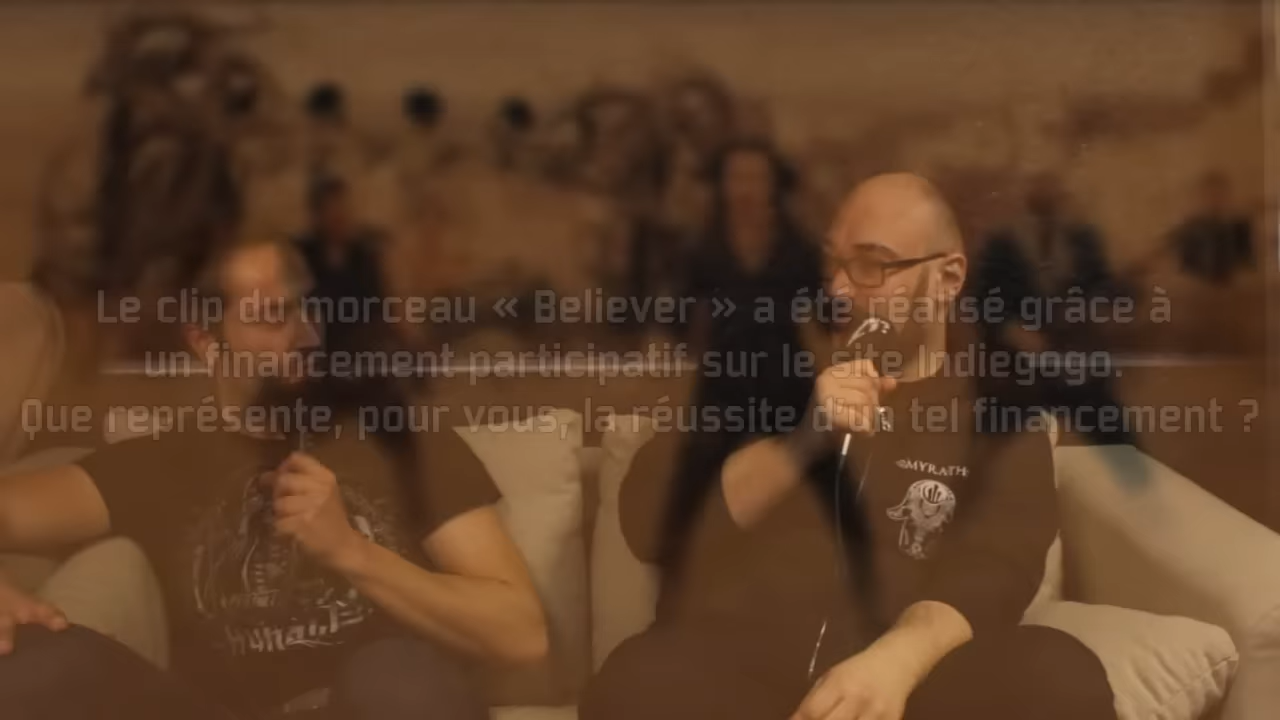 Le clip du morceau « Believer » a été réalisé grâce à
un financement participatif sur le site Indiegogo.
Que représente, pour vous, la réussite d'un tel financement ?
MYRATH